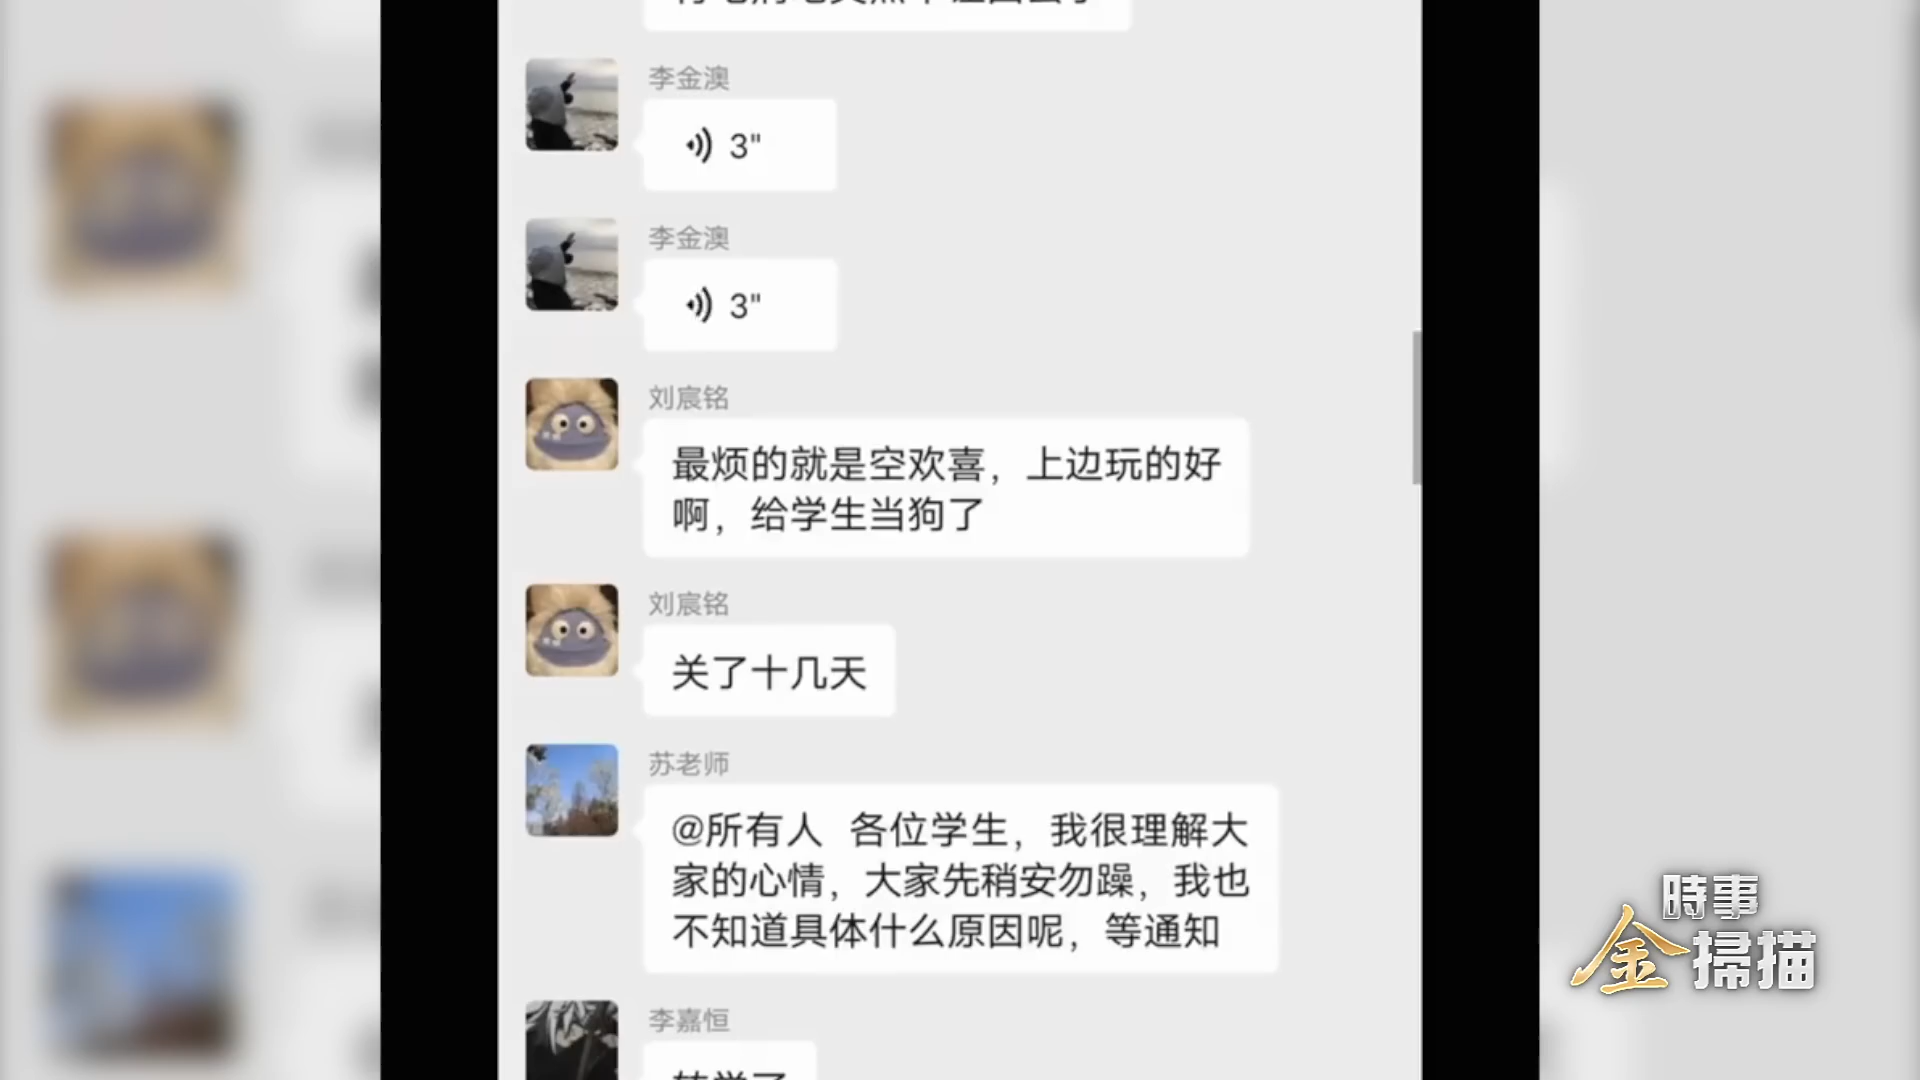 李金澳
3"
李金澳
3"
刘宸铭
最烦的就是空欢喜，上边玩的好
啊，给学生当狗了
刘宸铭
关了十几天
苏老师
@所有人 各位学生，我很理解大
家的心情，大家先稍安勿躁，我也
不知道具体什么原因呢，等通知
李嘉恒
時事
金掃描